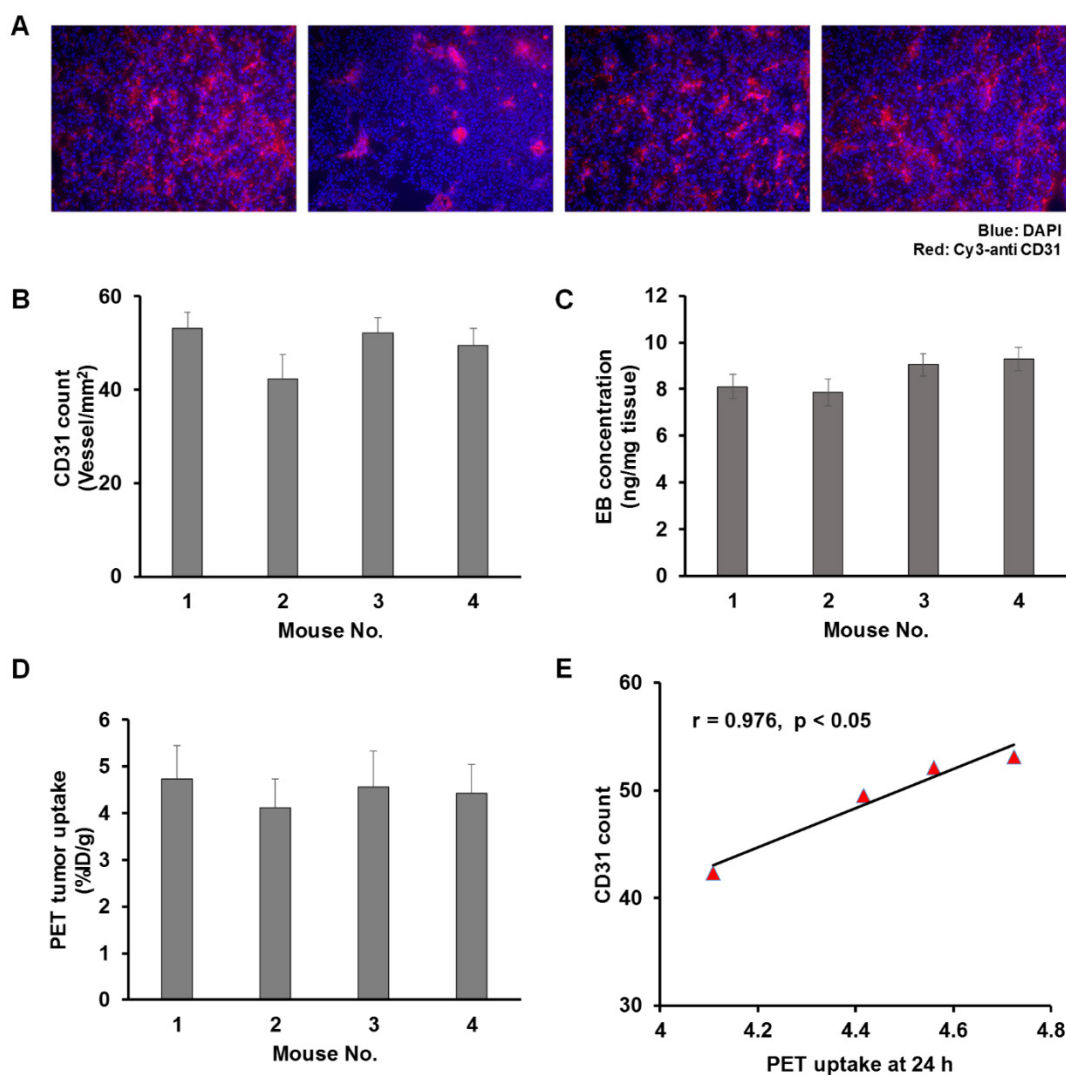 A
Blue: DAPI
Red: Cy3-anti CD31
B
60
40
20
0
CD31 count
(Vessel/mm²)
1 2 3 4
Mouse No.
C
12
10
8
6
4
2
0
EB concentration
(ng/mg tissue)
1 2 3 4
Mouse No.
D
6
5
4
3
2
1
0
PET tumor uptake
(%ID/g)
1 2 3 4
Mouse No.
E
60
50
40
30
CD31 count
r = 0.976, p < 0.05
4 4.2 4.4 4.6 4.8
PET uptake at 24 h